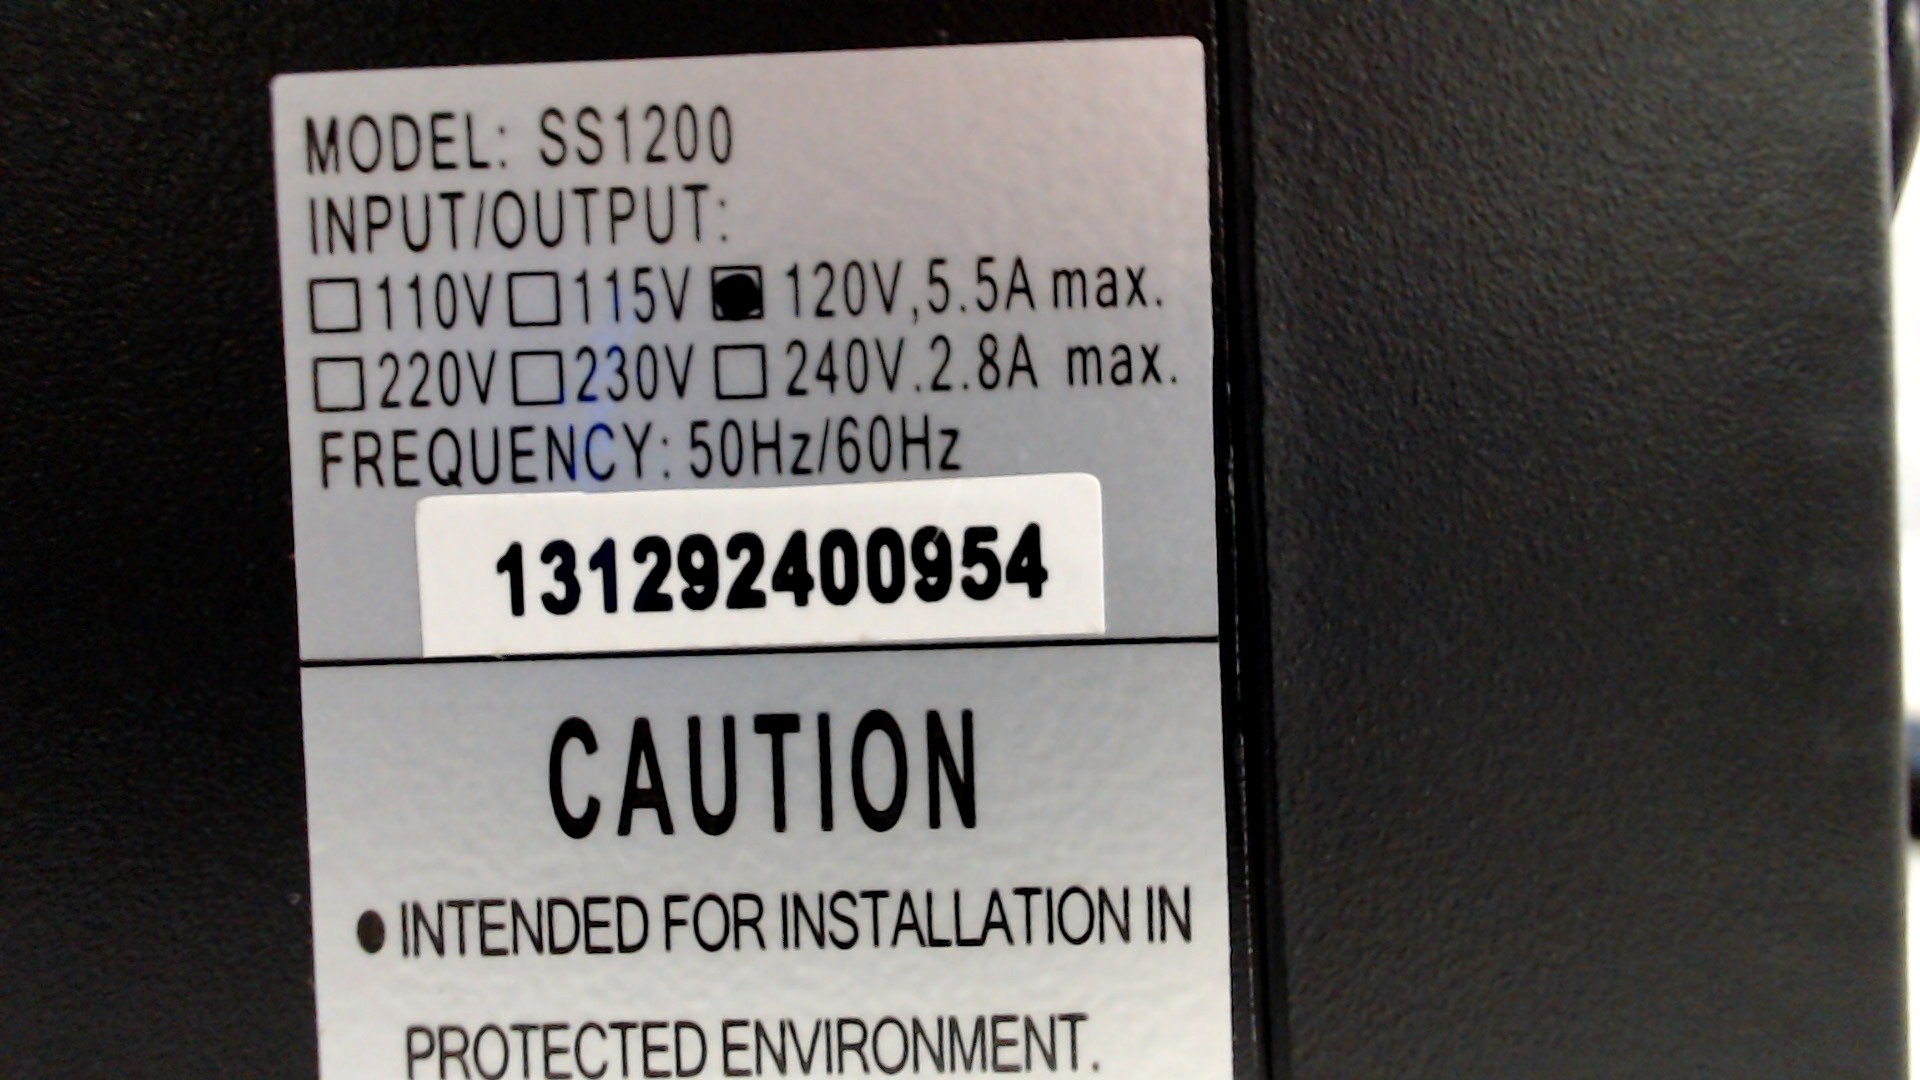 MODEL: SS1200
INPUT/OUTPUT:
☐110V ☐115V ■ 120V,5.5A max.
☐220V ☐230V ☐ 240V.2.8A max.
FREQUENCY: 50Hz/60Hz
131292400954
CAUTION
● INTENDED FOR INSTALLATION IN
PROTECTED ENVIRONMENT.